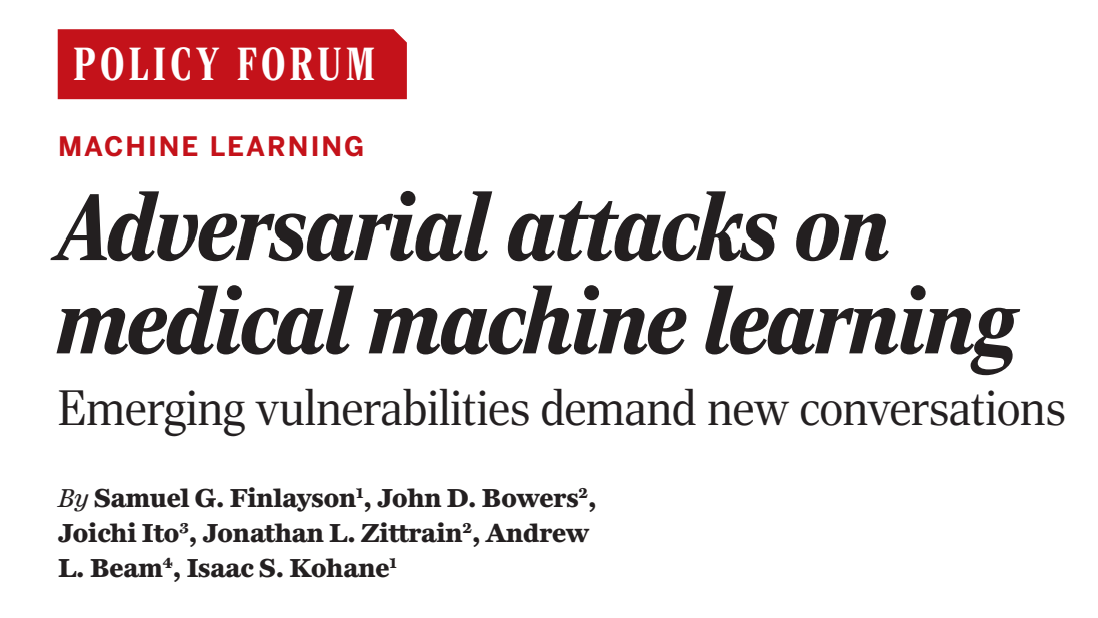 POLICY FORUM
MACHINE LEARNING
Adversarial attacks on
medical machine learning
Emerging vulnerabilities demand new conversations
By Samuel G. Finlayson¹, John D. Bowers²,
Joichi Ito³, Jonathan L. Zittrain², Andrew
L. Beam⁴, Isaac S. Kohane¹